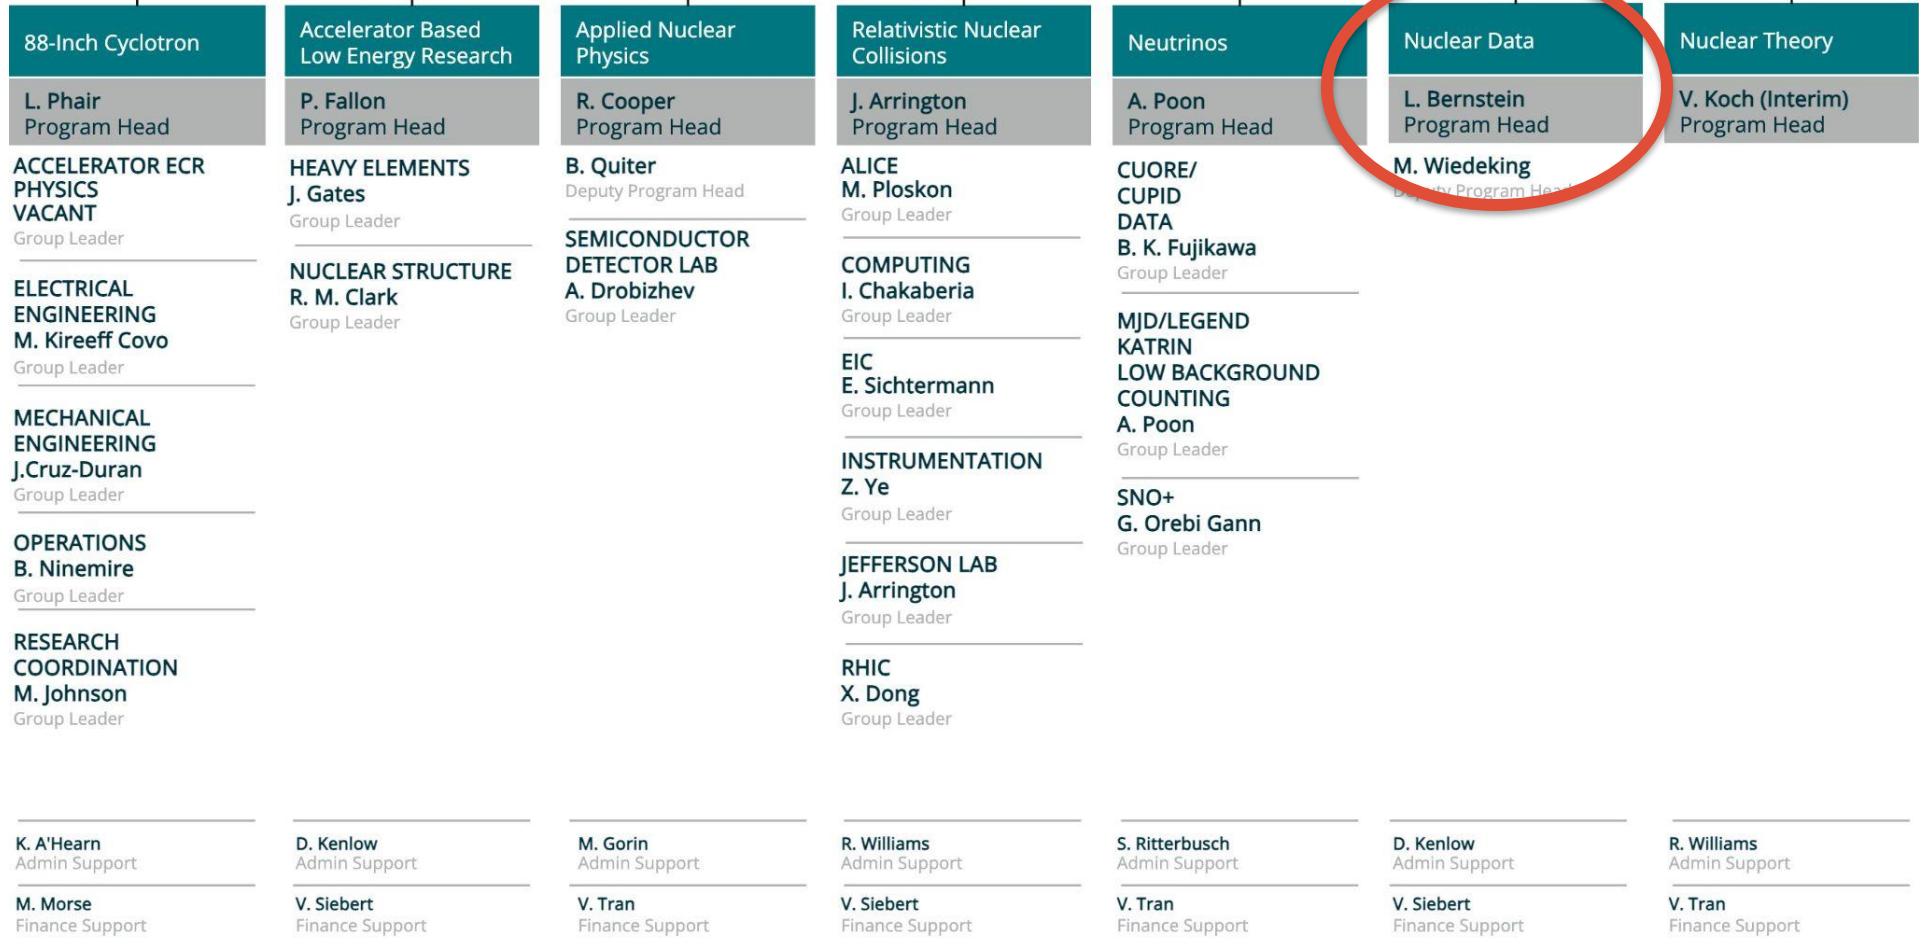 88-Inch Cyclotron
L. Phair
Program Head
ACCELERATOR ECR
PHYSICS
VACANT
Group Leader
ELECTRICAL
ENGINEERING
M. Kireeff Covo
Group Leader
MECHANICAL
ENGINEERING
J.Cruz-Duran
Group Leader
OPERATIONS
B. Ninemire
Group Leader
RESEARCH
COORDINATION
M. Johnson
Group Leader
K. A'Hearn
Admin Support
M. Morse
Finance Support
Accelerator Based
Low Energy Research
P. Fallon
Program Head
HEAVY ELEMENTS
J. Gates
Group Leader
NUCLEAR STRUCTURE
R. M. Clark
Group Leader
D. Kenlow
Admin Support
V. Siebert
Finance Support
Applied Nuclear
Physics
R. Cooper
Program Head
B. Quiter
Deputy Program Head
SEMICONDUCTOR
DETECTOR LAB
A. Drobizhev
Group Leader
M. Gorin
Admin Support
V. Tran
Finance Support
Relativistic Nuclear
Collisions
J. Arrington
Program Head
ALICE
M. Ploskon
Group Leader
COMPUTING
I. Chakaberia
Group Leader
EIC
E. Sichtermann
Group Leader
INSTRUMENTATION
Z. Ye
Group Leader
JEFFERSON LAB
J. Arrington
Group Leader
RHIC
X. Dong
Group Leader
R. Williams
Admin Support
V. Siebert
Finance Support
Neutrinos
A. Poon
Program Head
CUORE/
CUPID
DATA
B. K. Fujikawa
Group Leader
MJD/LEGEND
KATRIN
LOW BACKGROUND
COUNTING
A. Poon
Group Leader
SNO+
G. Orebi Gann
Group Leader
S. Ritterbusch
Admin Support
V. Tran
Finance Support
Nuclear Data
L. Bernstein
Program Head
M. Wiedeking
Deputy Program Head
D. Kenlow
Admin Support
V. Siebert
Finance Support
Nuclear Theory
V. Koch (Interim)
Program Head
R. Williams
Admin Support
V. Tran
Finance Support